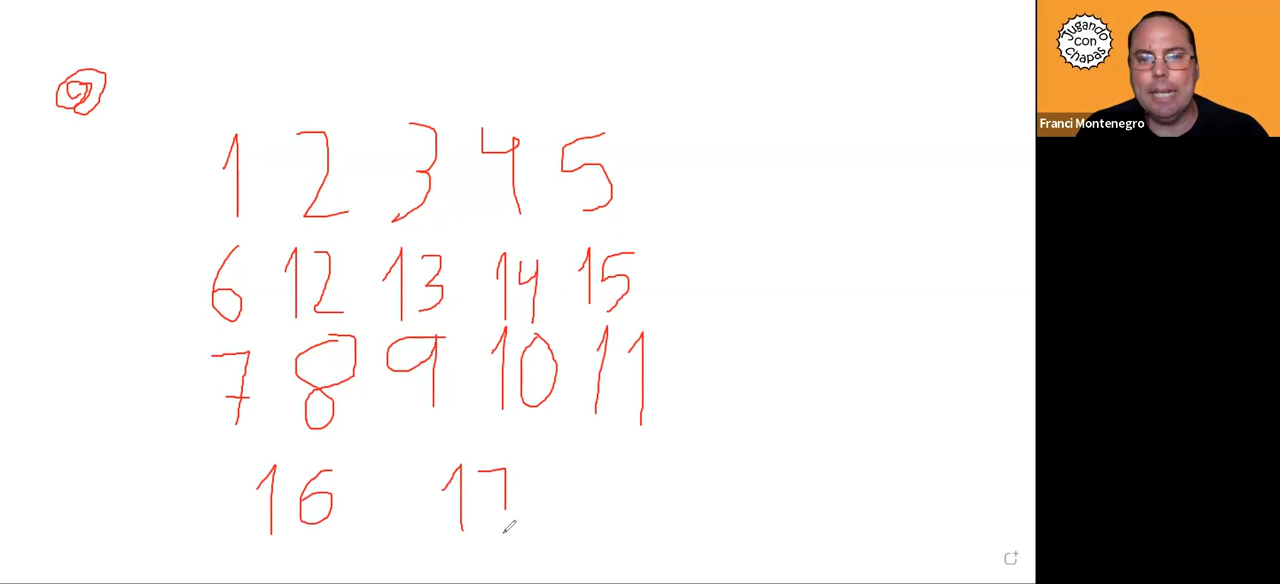 Jugando
con
Chapas
Franci Montenegro
1 2 3 4 5
6 12 13 14 15
7 8 9 10 11
16 17